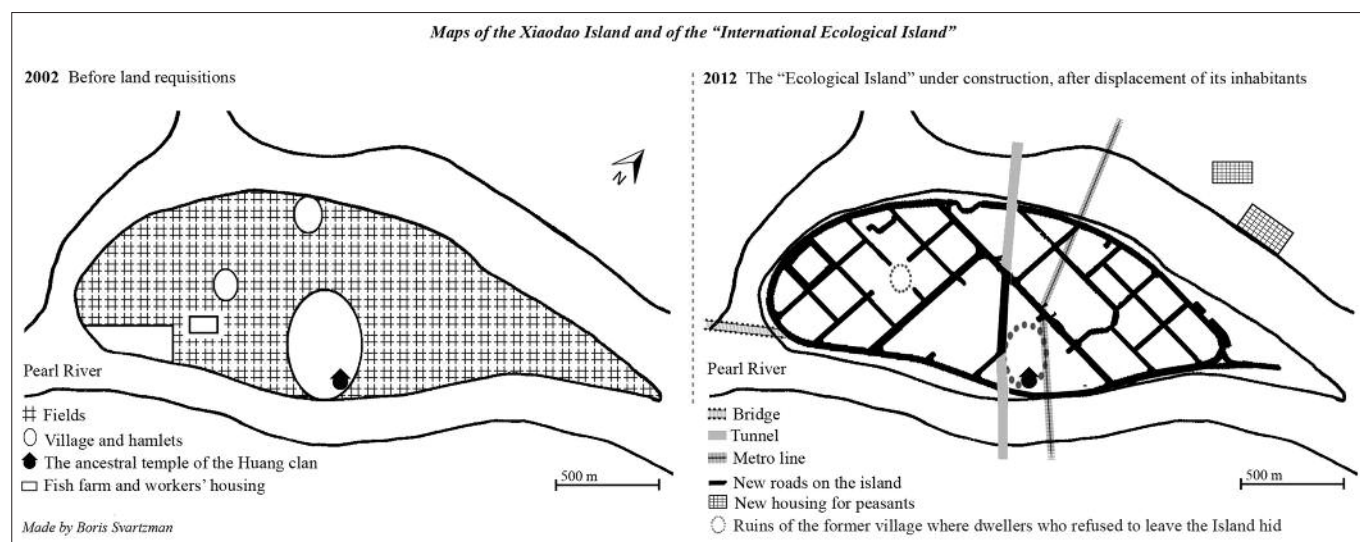 Maps of the Xiaodao Island and of the “International Ecological Island”
2002 Before land requisitions
N
Pearl River
Fields
Village and hamlets
The ancestral temple of the Huang clan
Fish farm and workers’ housing
500 m
Made by Boris Svartzman
2012 The “Ecological Island” under construction, after displacement of its inhabitants
Pearl River
Bridge
Tunnel
Metro line
New roads on the island
New housing for peasants
Ruins of the former village where dwellers who refused to leave the Island hid
500 m